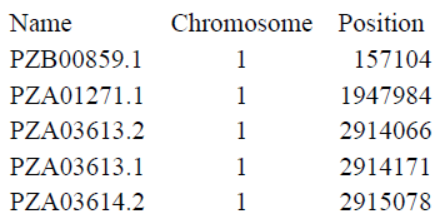 Name Chromosome Position
PZB00859.1 1 157104
PZA01271.1 1 1947984
PZA03613.2 1 2914066
PZA03613.1 1 2914171
PZA03614.2 1 2915078